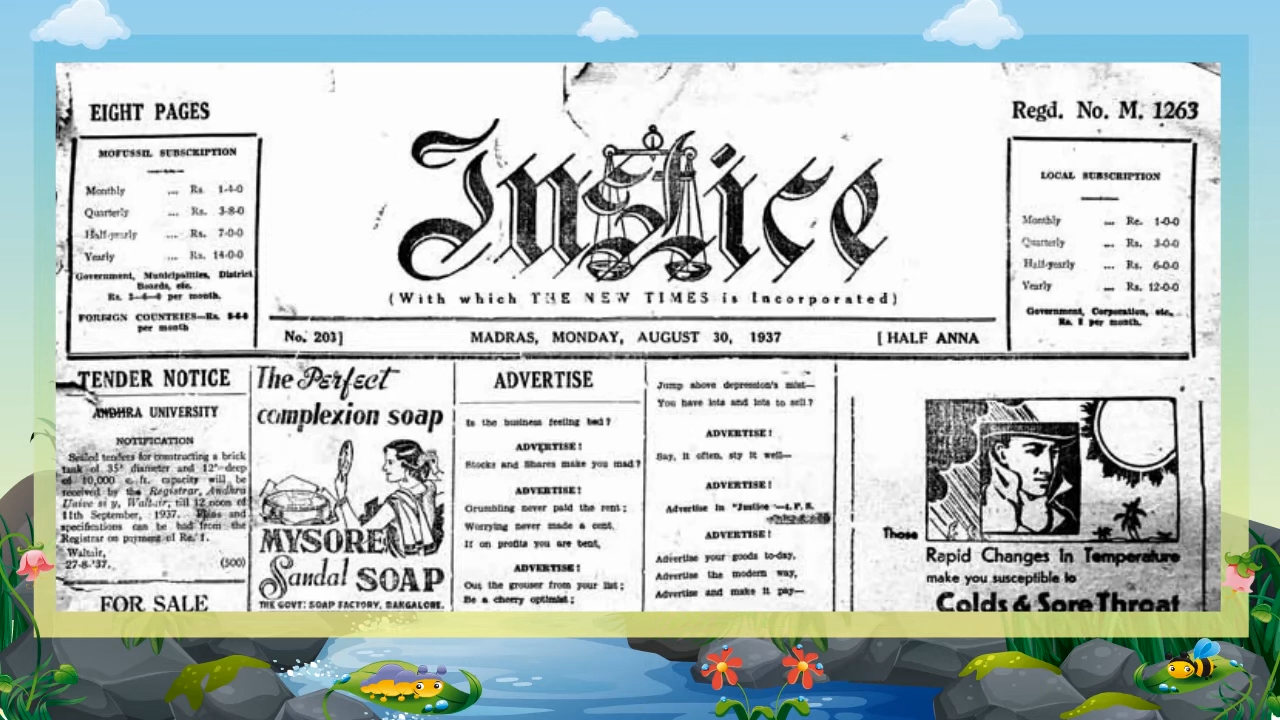 EIGHT PAGES
Regd. No. M. 1263
MOFUSSIL SUBSCRIPTION
Monthly ... Rs. 1-4-0
Quarterly ... Rs. 3-8-0
Half-yearly ... Rs. 7-0-0
Yearly ... Rs. 14-0-0
Government, Municipalities, District
Boards, etc.
per month.
FOREIGN COUNTRIES—Rs.
per month
Justice
(With which THE NEW TIMES is Incorporated)
No. 203]
MADRAS, MONDAY, AUGUST 30, 1937
[ HALF ANNA
LOCAL SUBSCRIPTION
Monthly ... Re. 1-0-0
Quarterly ... Rs. 3-0-0
Half-yearly ... Rs. 6-0-0
Yearly ... Rs. 12-0-0
Government, Corporation, etc.,
per month.
TENDER NOTICE
ANDHRA UNIVERSITY
NOTIFICATION
Sealed tenders for constructing a brick
tank of 35' diameter and 12'-deep
of 10,000 c. ft. capacity will be
received by the Registrar, Andhra
Waltair, till 12 noon of
11th September, 1937. Plans and
specifications can be had from the
Registrar on payment of Re. 1.
Waltair,
27-8-'37. (500)
FOR SALE
The Perfect
complexion soap
MYSORE
Sandal SOAP
THE GOVT: SOAP FACTORY, BANGALORE.
ADVERTISE
Is the business feeling bad?
ADVERTISE!
Stocks and Shares make you mad?
ADVERTISE!
Grumbling never paid the rent;
Worrying never made a cent,
If on profits you are bent,
ADVERTISE!
Out the grouser from your list;
Be a cheery optimist;
Jump above depression's mist—
You have lots and lots to sell?
ADVERTISE!
Say, it often, say it well—
ADVERTISE!
Advertise in "Justice"
ADVERTISE!
Advertise your goods to-day,
Advertise the modern way,
Advertise and make it pay—
Those
Rapid Changes in Temperature
make you susceptible to
Colds & Sore Throat